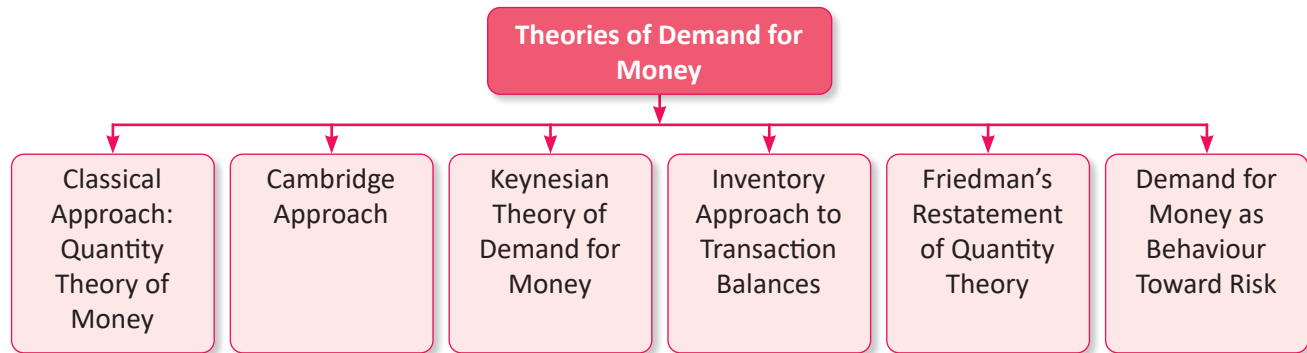 Theories of Demand for
Money
Classical
Approach:
Quantity
Theory of
Money
Cambridge
Approach
Keynesian
Theory of
Demand for
Money
Inventory
Approach to
Transaction
Balances
Friedman’s
Restatement
of Quantity
Theory
Demand for
Money as
Behaviour
Toward Risk